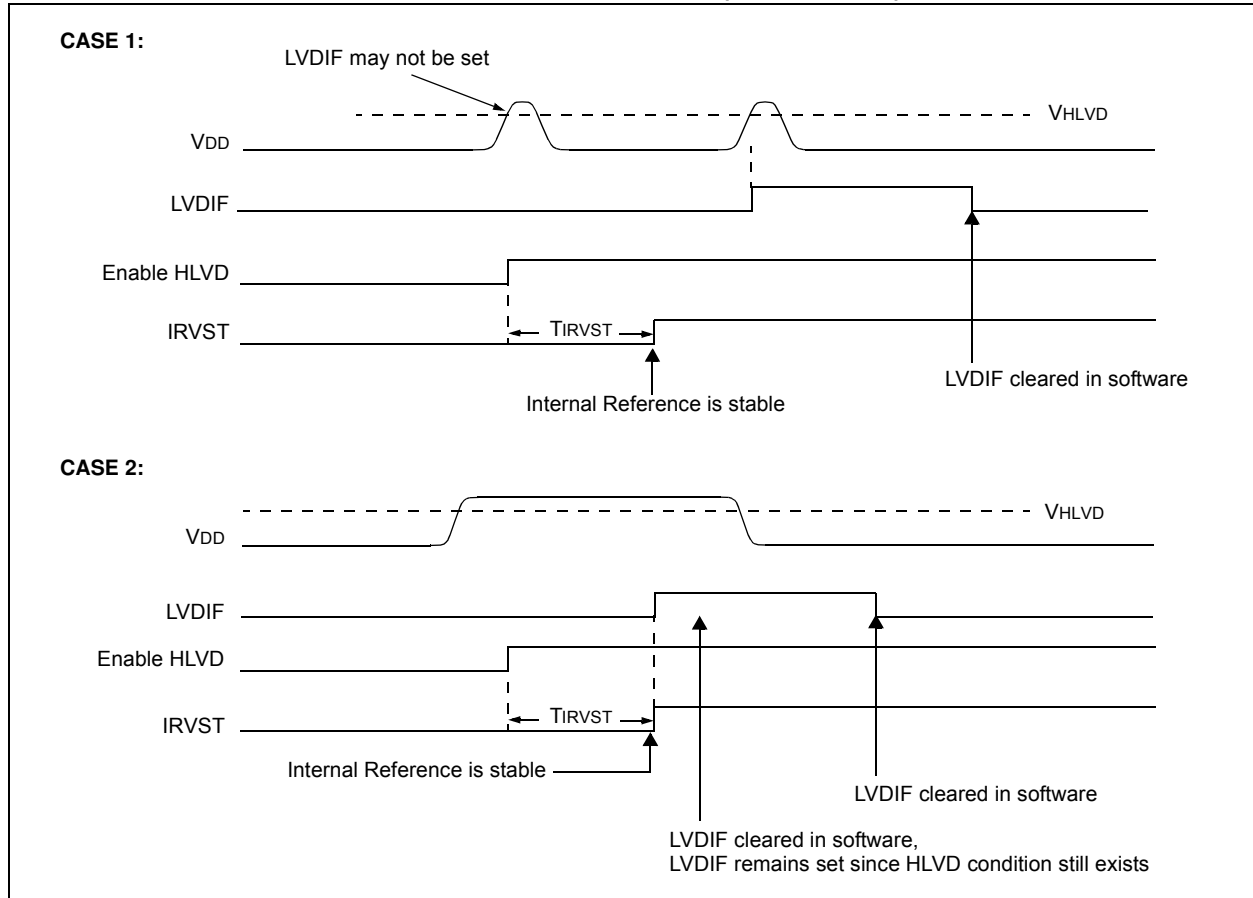 CASE 1:
LVDIF may not be set
VHLVD
VDD
LVDIF
Enable HLVD
TIRVST
IRVST
LVDIF cleared in software
Internal Reference is stable
CASE 2:
VHLVD
VDD
LVDIF
Enable HLVD
TIRVST
IRVST
Internal Reference is stable
LVDIF cleared in software
LVDIF cleared in software,
LVDIF remains set since HLVD condition still exists